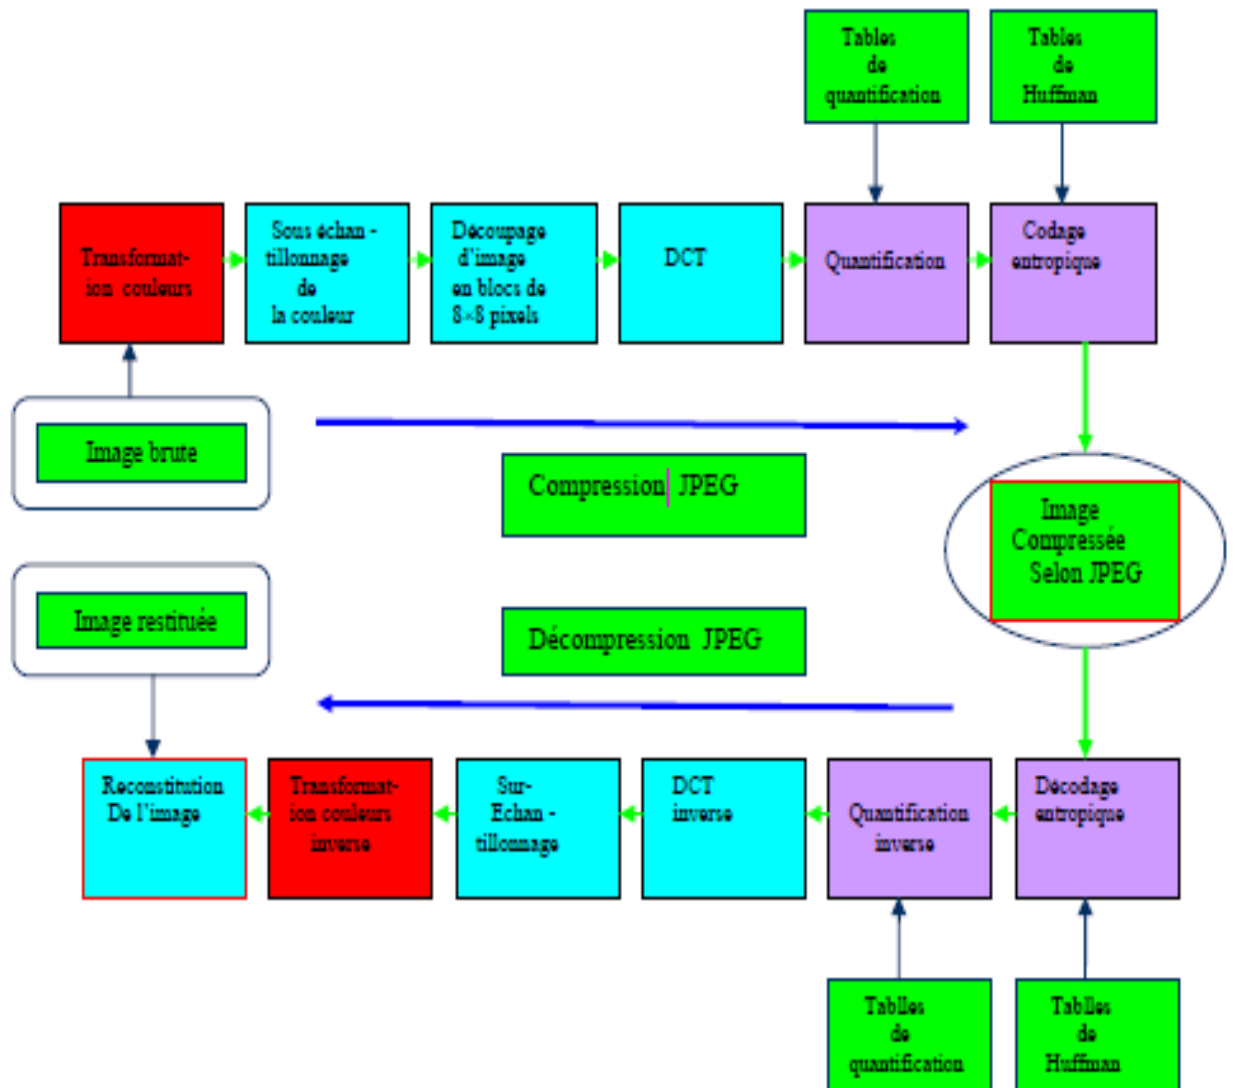 Tables
de
quantification
Tables
de
Huffman
Transformat-
ion couleurs
Sous échan -
tillonnage
de
la couleur
Découpage
d'image
en blocs de
8×8 pixels
DCT
Quantification
Codage
entropique
Image brute
Compression JPEG
Image
Compressée
Selon JPEG
Image restituée
Décompression JPEG
Reconstitution
De l'image
Transformat-
ion couleurs
inverse
Sur-
Echan -
tillonnage
DCT
inverse
Quantification
inverse
Décodage
entropique
Tablles
de
quantification
Tablles
de
Huffman